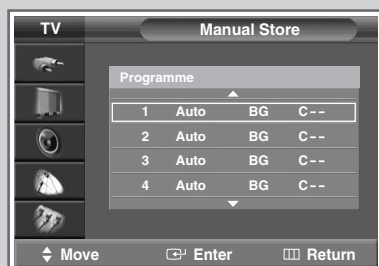 TV Manual Store
Programme
1 Auto BG C--
2 Auto BG C--
3 Auto BG C--
4 Auto BG C--
Move Enter Return